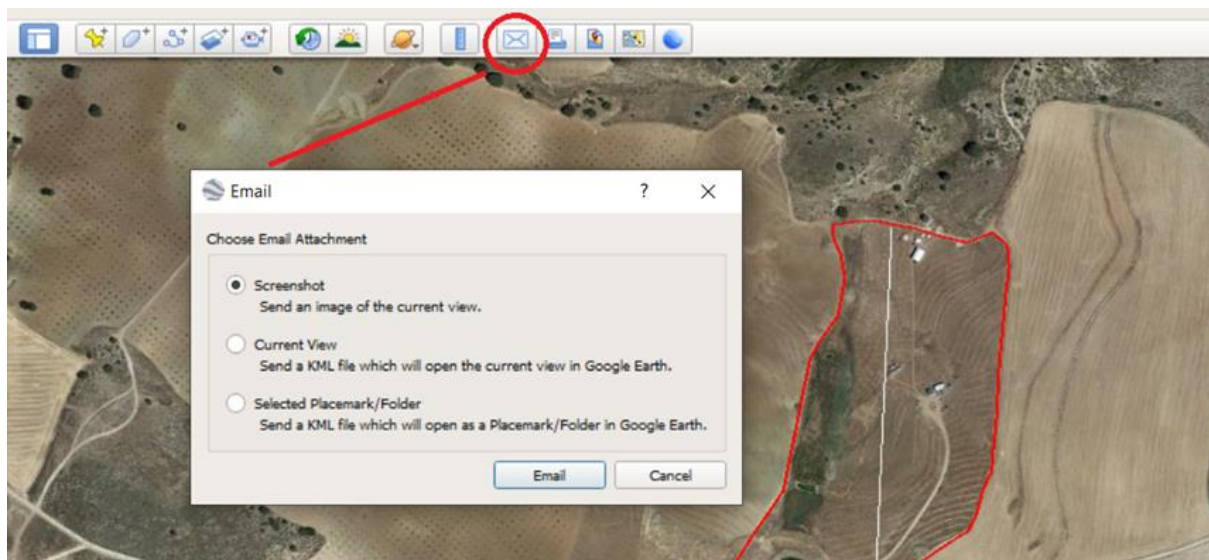 Email
?
Choose Email Attachment
Screenshot
Send an image of the current view.
Current View
Send a KML file which will open the current view in Google Earth.
Selected Placemark/Folder
Send a KML file which will open as a Placemark/Folder in Google Earth.
Email Cancel